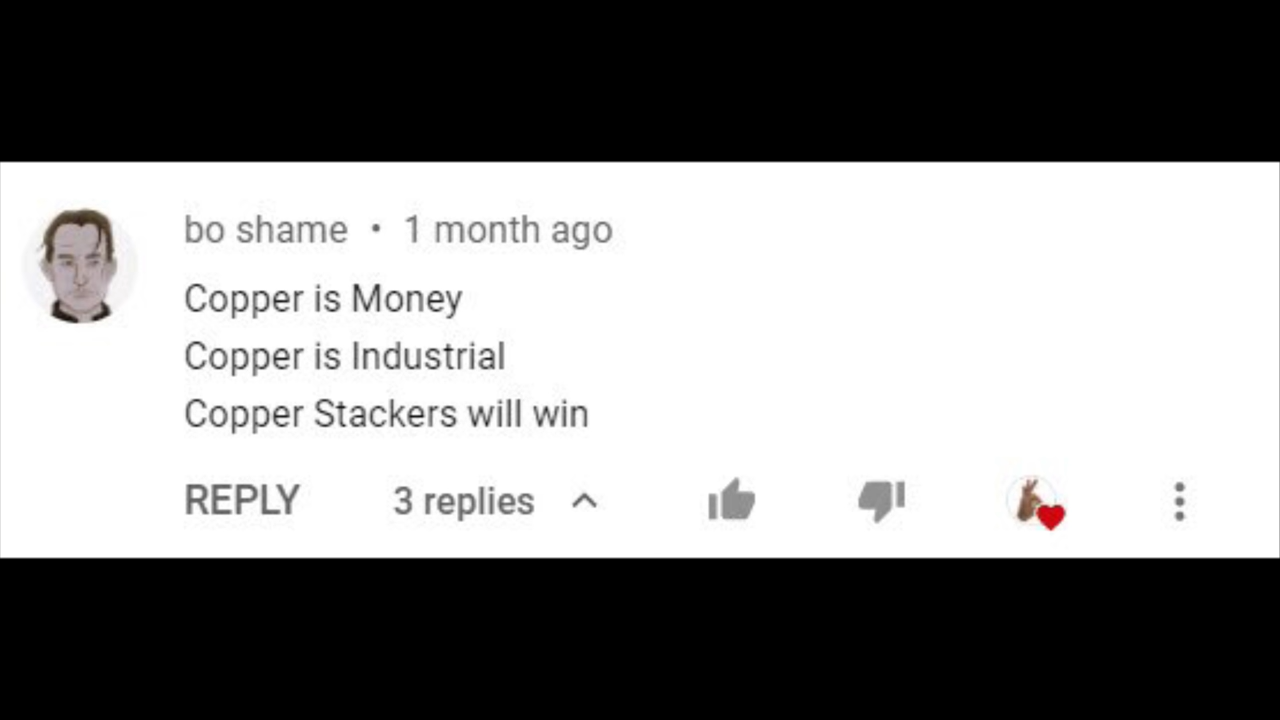 bo shame • 1 month ago
Copper is Money
Copper is Industrial
Copper Stackers will win
REPLY 3 replies